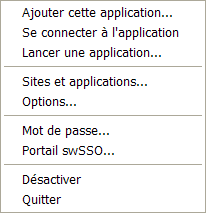 Ajouter cette application...
Se connecter à l'application
Lancer une application...
Sites et applications...
Options...
Mot de passe...
Portail swSSO...
Désactiver
Quitter